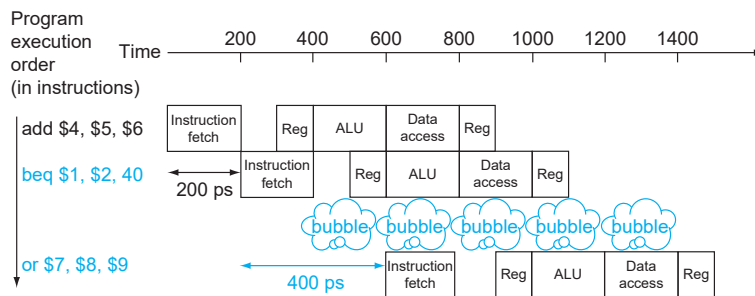 Program
execution
order
(in instructions)
Time
200 400 600 800 1000 1200 1400
add $4, $5, $6
Instruction
fetch
Reg
ALU
Data
access
Reg
beq $1, $2, 40
200 ps
Instruction
fetch
Reg
ALU
Data
access
Reg
bubble bubble bubble bubble bubble
or $7, $8, $9
400 ps
Instruction
fetch
Reg
ALU
Data
access
Reg